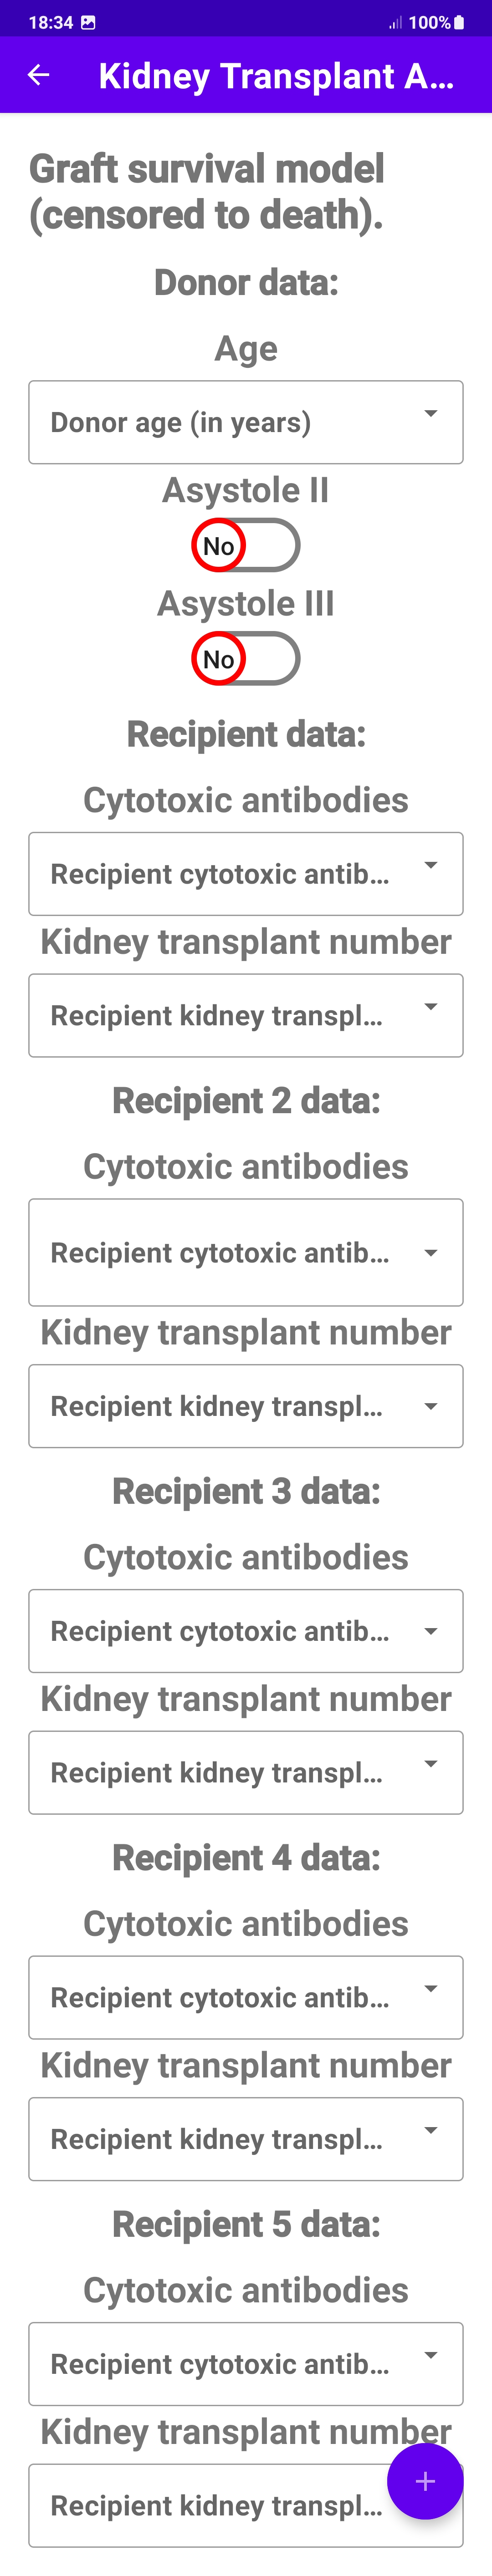 18:34
100%
Kidney Transplant A...
Graft survival model
(censored to death).
Donor data:
Age
Donor age (in years)
Asystole II
No
Asystole III
No
Recipient data:
Cytotoxic antibodies
Recipient cytotoxic antib...
Kidney transplant number
Recipient kidney transpl...
Recipient 2 data:
Cytotoxic antibodies
Recipient cytotoxic antib...
Kidney transplant number
Recipient kidney transpl...
Recipient 3 data:
Cytotoxic antibodies
Recipient cytotoxic antib...
Kidney transplant number
Recipient kidney transpl...
Recipient 4 data:
Cytotoxic antibodies
Recipient cytotoxic antib...
Kidney transplant number
Recipient kidney transpl...
Recipient 5 data:
Cytotoxic antibodies
Recipient cytotoxic antib...
Kidney transplant number
Recipient kidney transpl...
+